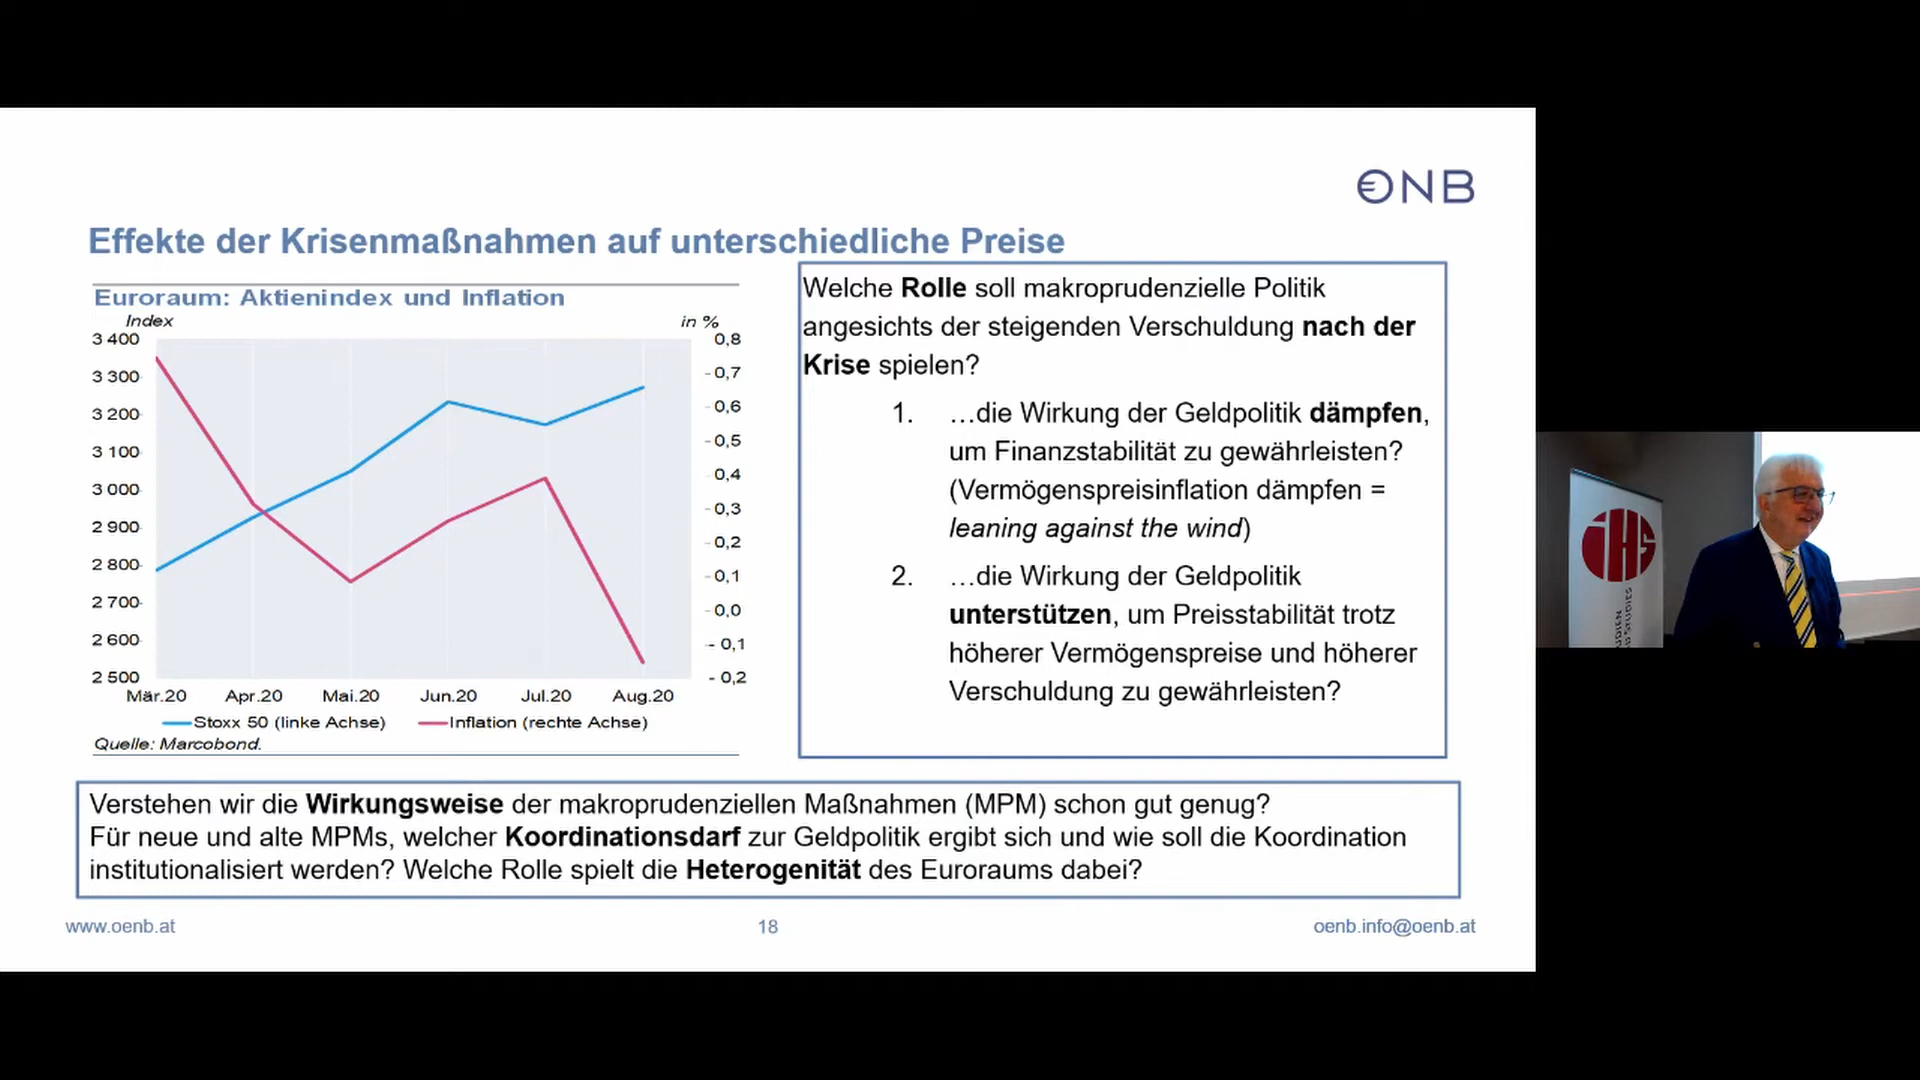 €NB
Effekte der Krisenmaßnahmen auf unterschiedliche Preise
Euroraum: Aktienindex und Inflation
Index
in %
3 400
3 300
3 200
3 100
3 000
2 900
2 800
2 700
2 600
2 500
0,8
0,7
0,6
0,5
0,4
0,3
0,2
0,1
0,0
- 0,1
- 0,2
Mär.20 Apr.20 Mai.20 Jun.20 Jul.20 Aug.20
Stoxx 50 (linke Achse) Inflation (rechte Achse)
Quelle: Marcobond.
Welche Rolle soll makroprudenzielle Politik
angesichts der steigenden Verschuldung nach der
Krise spielen?
1. …die Wirkung der Geldpolitik dämpfen,
um Finanzstabilität zu gewährleisten?
(Vermögenspreisinflation dämpfen =
leaning against the wind)
2. …die Wirkung der Geldpolitik
unterstützen, um Preisstabilität trotz
höherer Vermögenspreise und höherer
Verschuldung zu gewährleisten?
Verstehen wir die Wirkungsweise der makroprudenziellen Maßnahmen (MPM) schon gut genug?
Für neue und alte MPMs, welcher Koordinationsdarf zur Geldpolitik ergibt sich und wie soll die Koordination
institutionalisiert werden? Welche Rolle spielt die Heterogenität des Euroraums dabei?
www.oenb.at
18
oenb.info@oenb.at
iHS